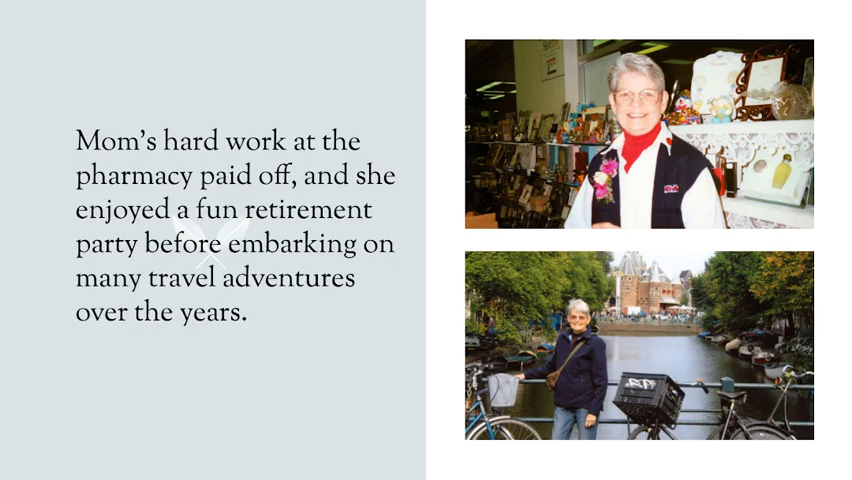 Mom's hard work at the
pharmacy paid off, and she
enjoyed a fun retirement
party before embarking on
many travel adventures
over the years.